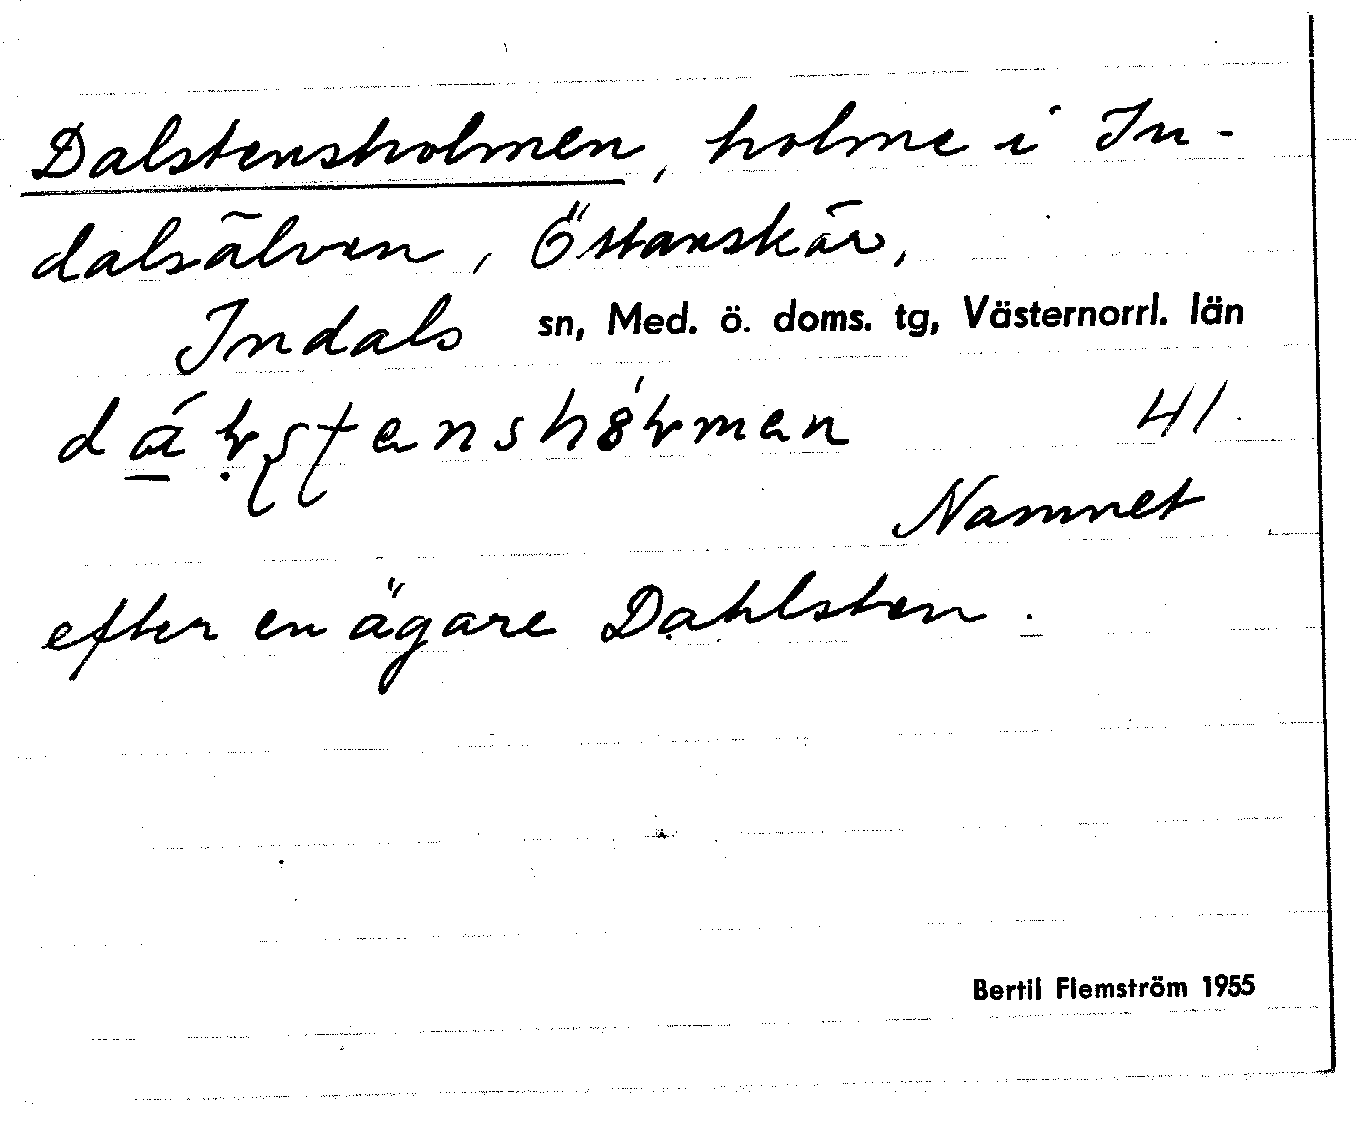 Dalstensholmen, holme i In-
dalsälven, Östanskär,
Indals sn, Med. ö. doms. tg, Västernorrl. län
41.
Namnet
efter en ägare Dahlsten.
Bertil Flemström 1955